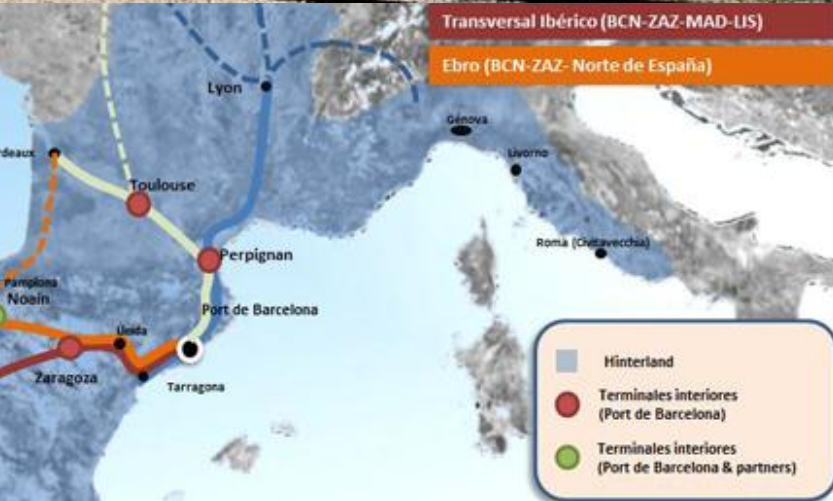 Transversal Ibérico (BCN-ZAZ-MAD-LIS)
Ebro (BCN-ZAZ- Norte de España)
Lyon
Génova
rdeaux
Livorno
Toulouse
Roma (Civitavecchia)
Perpignan
Pamplona
Noain
Port de Barcelona
Lleida
Zaragoza
Tarragona
Hinterland
Terminales interiores
(Port de Barcelona)
Terminales interiores
(Port de Barcelona & partners)